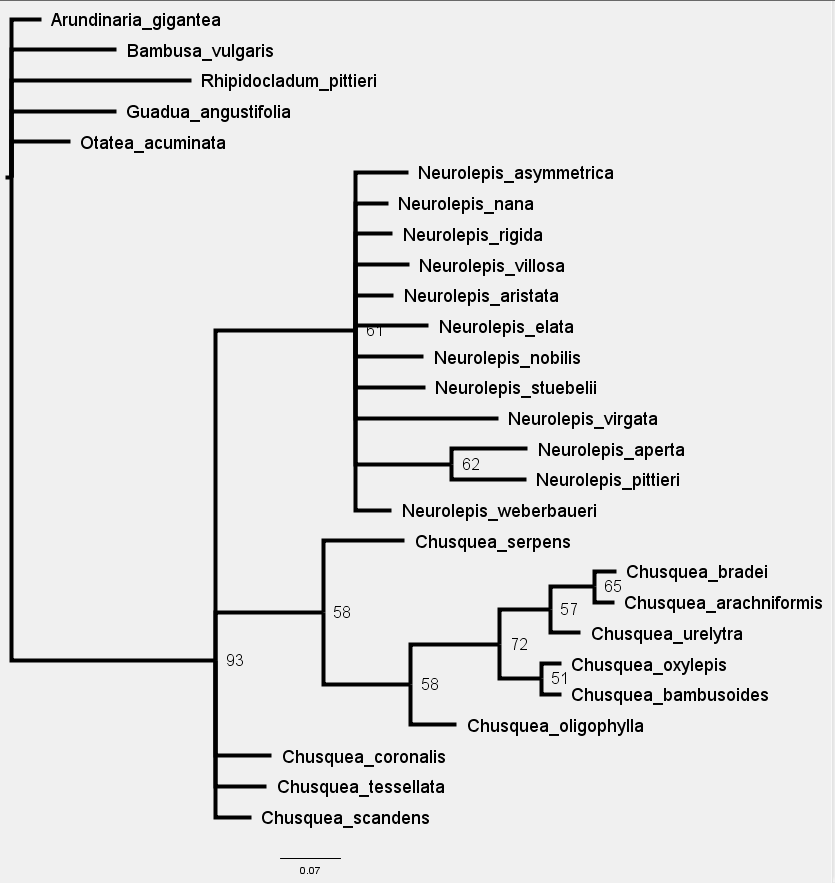 Arundinaria_gigantea
Bambusa_vulgaris
Rhipidocladum_pittieri
Guadua_angustifolia
Otatea_acuminata
Neurolepis_asymmetrica
Neurolepis_nana
Neurolepis_rigida
Neurolepis_villosa
Neurolepis_aristata
Neurolepis_elata
61
Neurolepis_nobilis
Neurolepis_stuebelii
Neurolepis_virgata
Neurolepis_aperta
62
Neurolepis_pittieri
Neurolepis_weberbaueri
Chusquea_serpens
Chusquea_bradei
65
Chusquea_arachniformis
57
58
Chusquea_urelytra
72
93
Chusquea_oxylepis
51
58
Chusquea_bambusoides
Chusquea_oligophylla
Chusquea_coronalis
Chusquea_tessellata
Chusquea_scandens
0.07